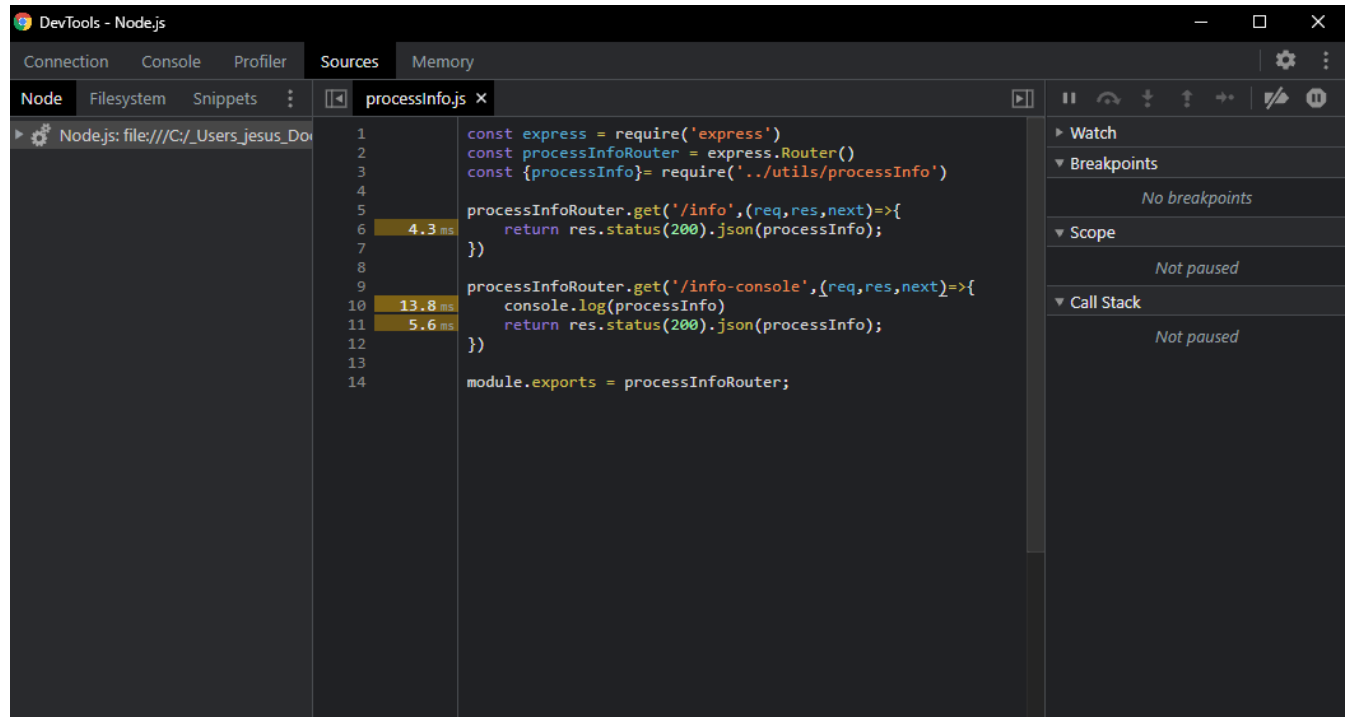 DevTools - Node.js
Connection Console Profiler Sources Memory
Node Filesystem Snippets processInfo.js
Node.js: file:///C:/_Users_jesus_Do
1 const express = require('express')
2 const processInfoRouter = express.Router()
3 const {processInfo}= require('../utils/processInfo')
4
5 processInfoRouter.get('/info',(req,res,next)=>{
6 4.3 ms return res.status(200).json(processInfo);
7 })
8
9 processInfoRouter.get('/info-console',(req,res,next)=>{
10 13.8 ms console.log(processInfo)
11 5.6 ms return res.status(200).json(processInfo);
12 })
13
14 module.exports = processInfoRouter;
Watch
Breakpoints
No breakpoints
Scope
Not paused
Call Stack
Not paused